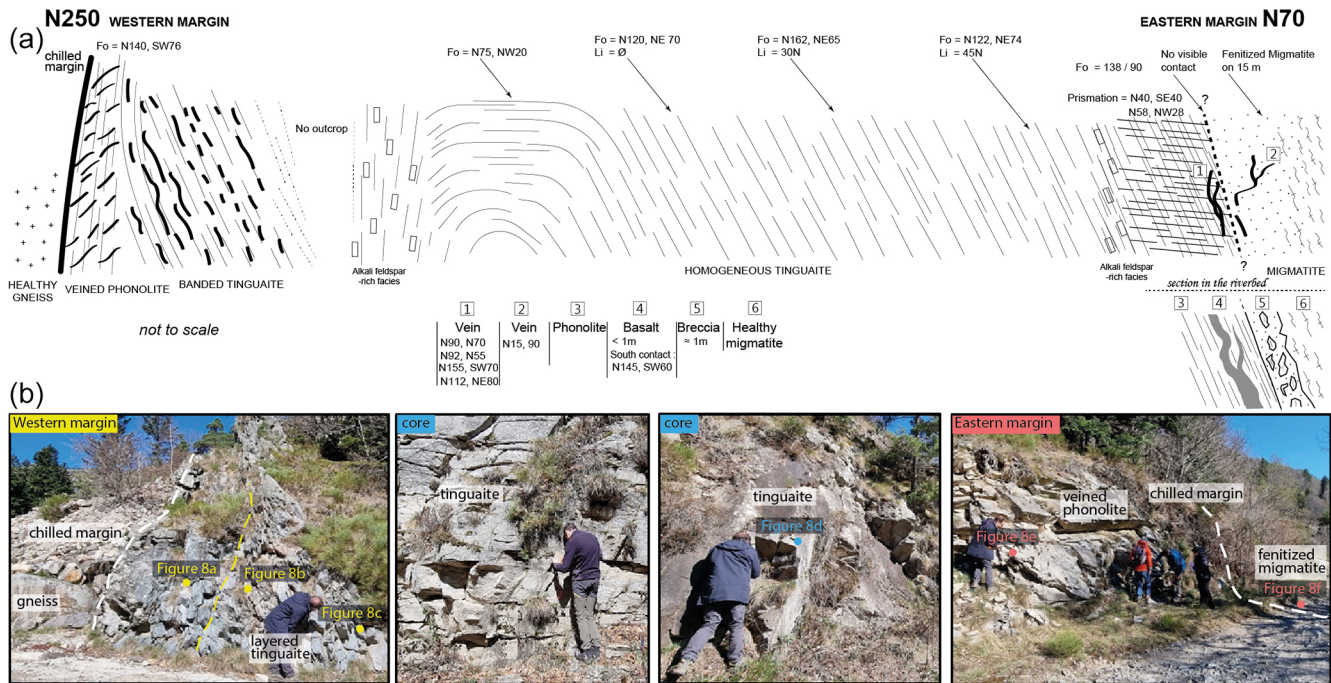 N250 WESTERN MARGIN
EASTERN MARGIN N70
(a)
Fo = N140, SW76
chilled
margin
Fo = N75, NW20
Fo = N120, NE 70
Li = Ø
Fo = N162, NE65
Li = 30N
Fo = N122, NE74
Li = 45N
Fo = 138 / 90
No visible
contact
Fenitized Migmatite
on 15 m
Prismation = N40, SE40
N58, NW28
?
No outcrop
1
2
HEALTHY
GNEISS
VEINED PHONOLITE
BANDED TINGUAITE
Alkali feldspar
-rich facies
HOMOGENEOUS TINGUAITE
Alkali feldspar
-rich facies
?
MIGMATITE
section in the riverbed
3 4 5 6
not to scale
1
Vein
N90, N70
N92, N55
N155, SW70
N112, NE80
2
Vein
N15, 90
3
Phonolite
4
Basalt
< 1m
South contact :
N145, SW60
5
Breccia
≈ 1m
6
Healthy
migmatite
(b)
Western margin
chilled margin
gneiss
Figure 8a
Figure 8b
Figure 8c
layered
tinguaite
core
tinguaite
core
tinguaite
Figure 8d
Eastern margin
veined
phonolite
chilled margin
Figure 8e
fenitized
migmatite
Figure 8f